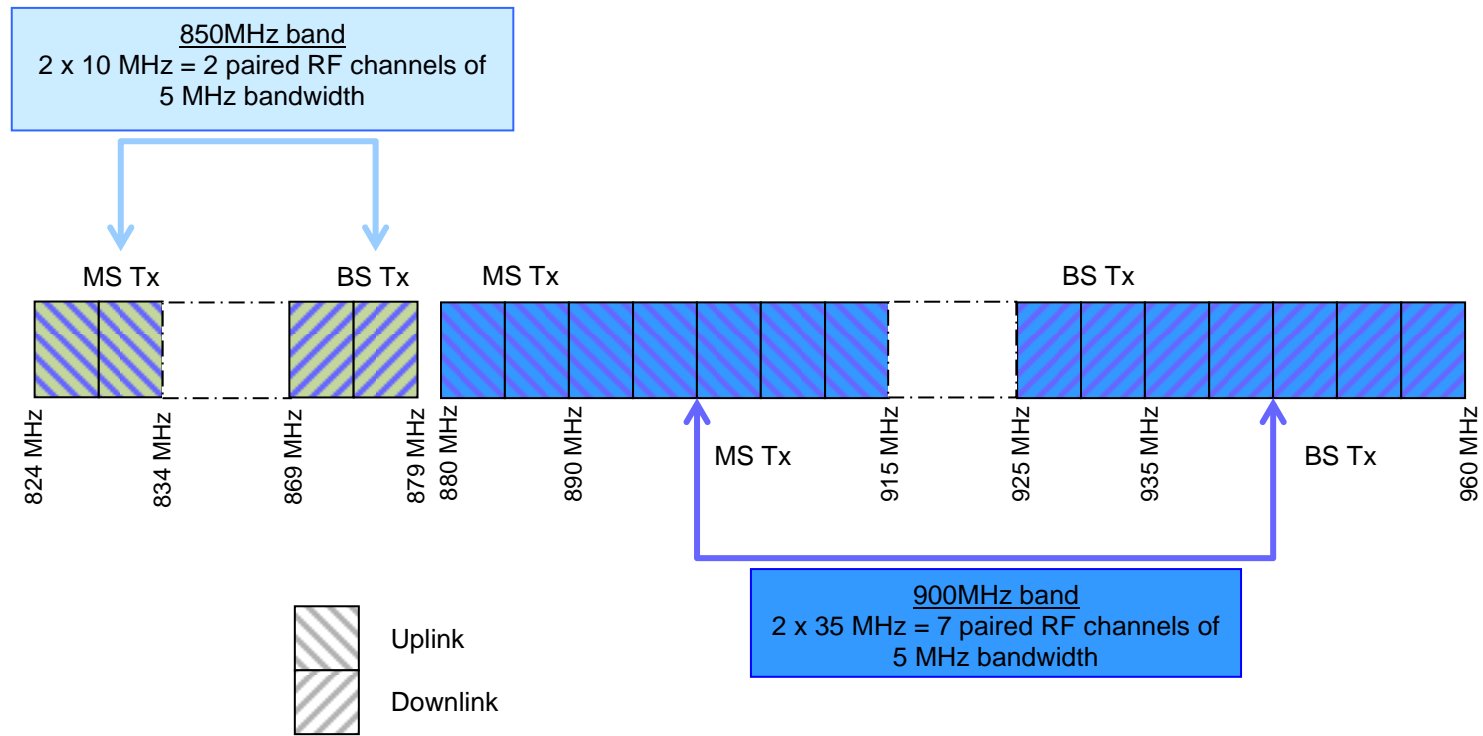 850MHz band
2 x 10 MHz = 2 paired RF channels of
5 MHz bandwidth
MS Tx
BS Tx
MS Tx
BS Tx
824 MHz
834 MHz
869 MHz
879 MHz
880 MHz
890 MHz
915 MHz
925 MHz
935 MHz
960 MHz
MS Tx
BS Tx
900MHz band
2 x 35 MHz = 7 paired RF channels of
5 MHz bandwidth
Uplink
Downlink